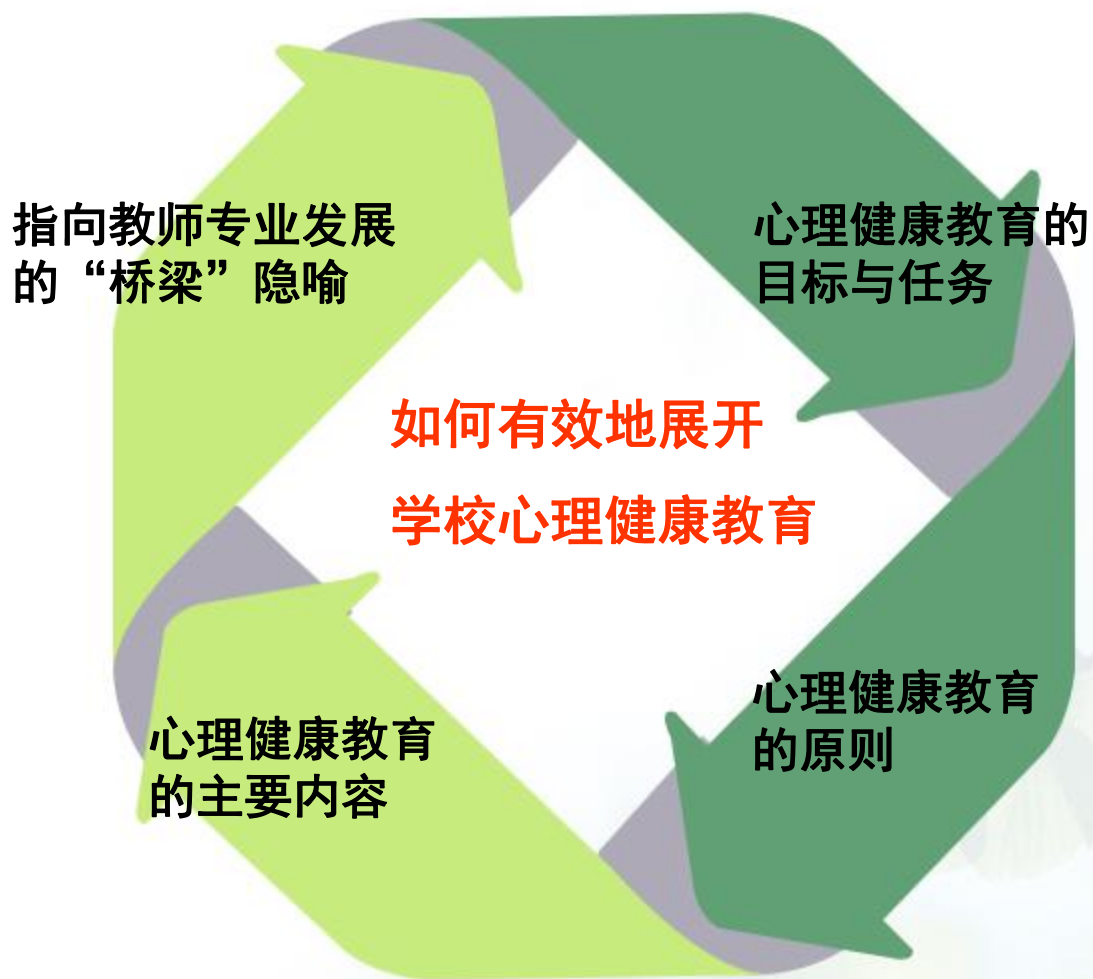 指向教师专业发展
的“桥梁”隐喻
心理健康教育的
目标与任务
如何有效地展开
学校心理健康教育
心理健康教育
的主要内容
心理健康教育
的原则